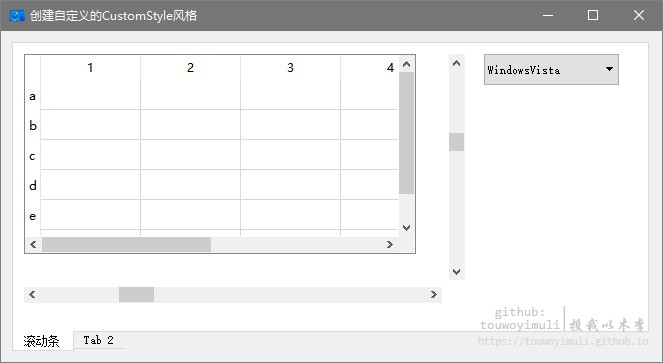 创建自定义的CustomStyle风格
1 2 3 4
a
b
c
d
e
WindowsVista
滚动条 Tab 2
github:
touwoyimuli
投我以木李
https://touwoyimuli.github.io